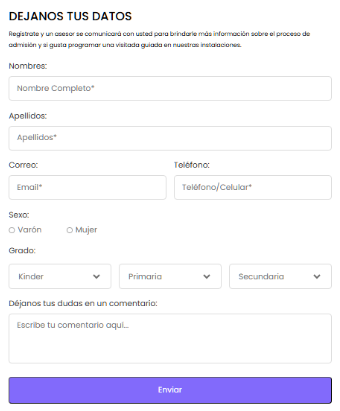 DEJANOS TUS DATOS
Regístrate y un asesor se comunicará con usted para brindarle más información sobre el proceso de
admisión y si gusta programar una visitada guiada en nuestras instalaciones.
Nombres:
Nombre Completo*
Apellidos:
Apellidos*
Correo: Teléfono:
Email* Teléfono/Celular*
Sexo:
Varón Mujer
Grado:
Kinder Primaria Secundaria
Déjanos tus dudas en un comentario:
Escribe tu comentario aquí...
Enviar